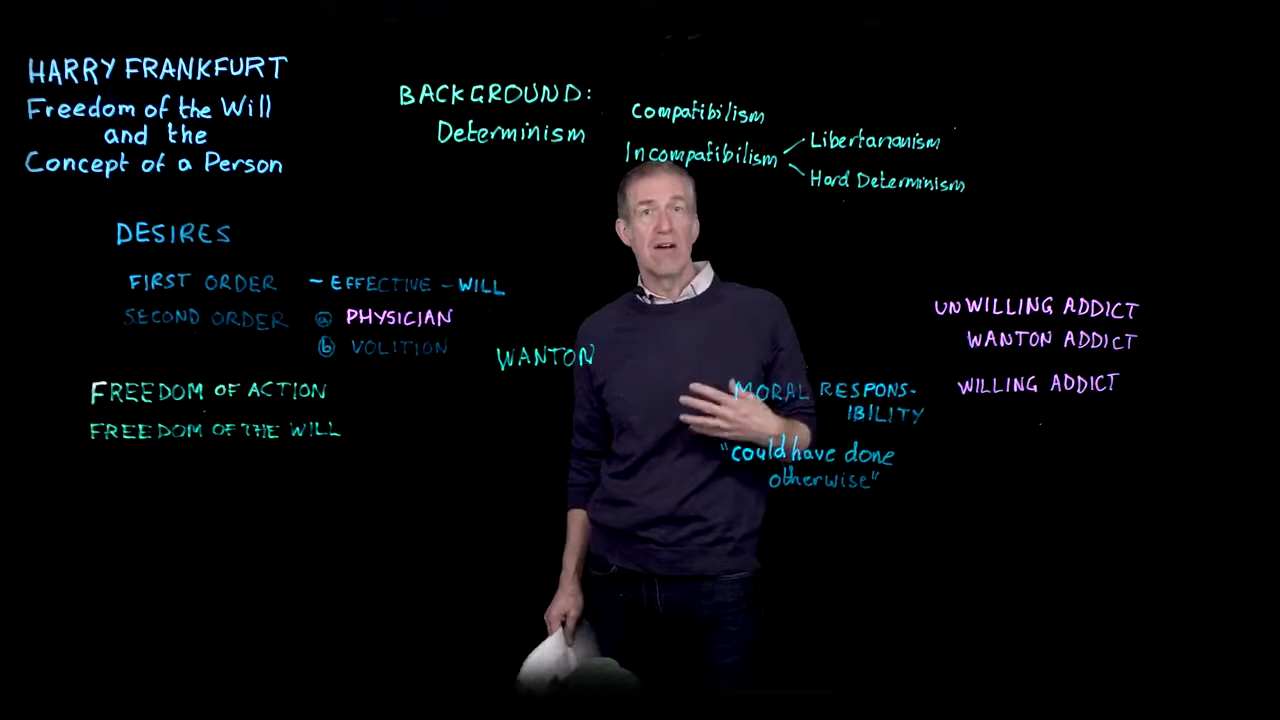 HARRY FRANKFURT
Freedom of the Will
and the
Concept of a Person
BACKGROUND:
Determinism
Compatibilism
Incompatibilism
Libertarianism
Hard Determinism
DESIRES
FIRST ORDER - EFFECTIVE - WILL
SECOND ORDER ⓐ PHYSICIAN
ⓑ VOLITION
WANTON
FREEDOM OF ACTION
FREEDOM OF THE WILL
MORAL RESPONS-
IBILITY
"could have done
otherwise"
UNWILLING ADDICT
WANTON ADDICT
WILLING ADDICT